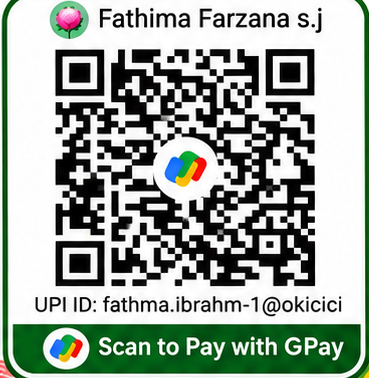 Fathima Farzana s.j
UPI ID: fathma.ibrahm-1@okicici
Scan to Pay with GPay